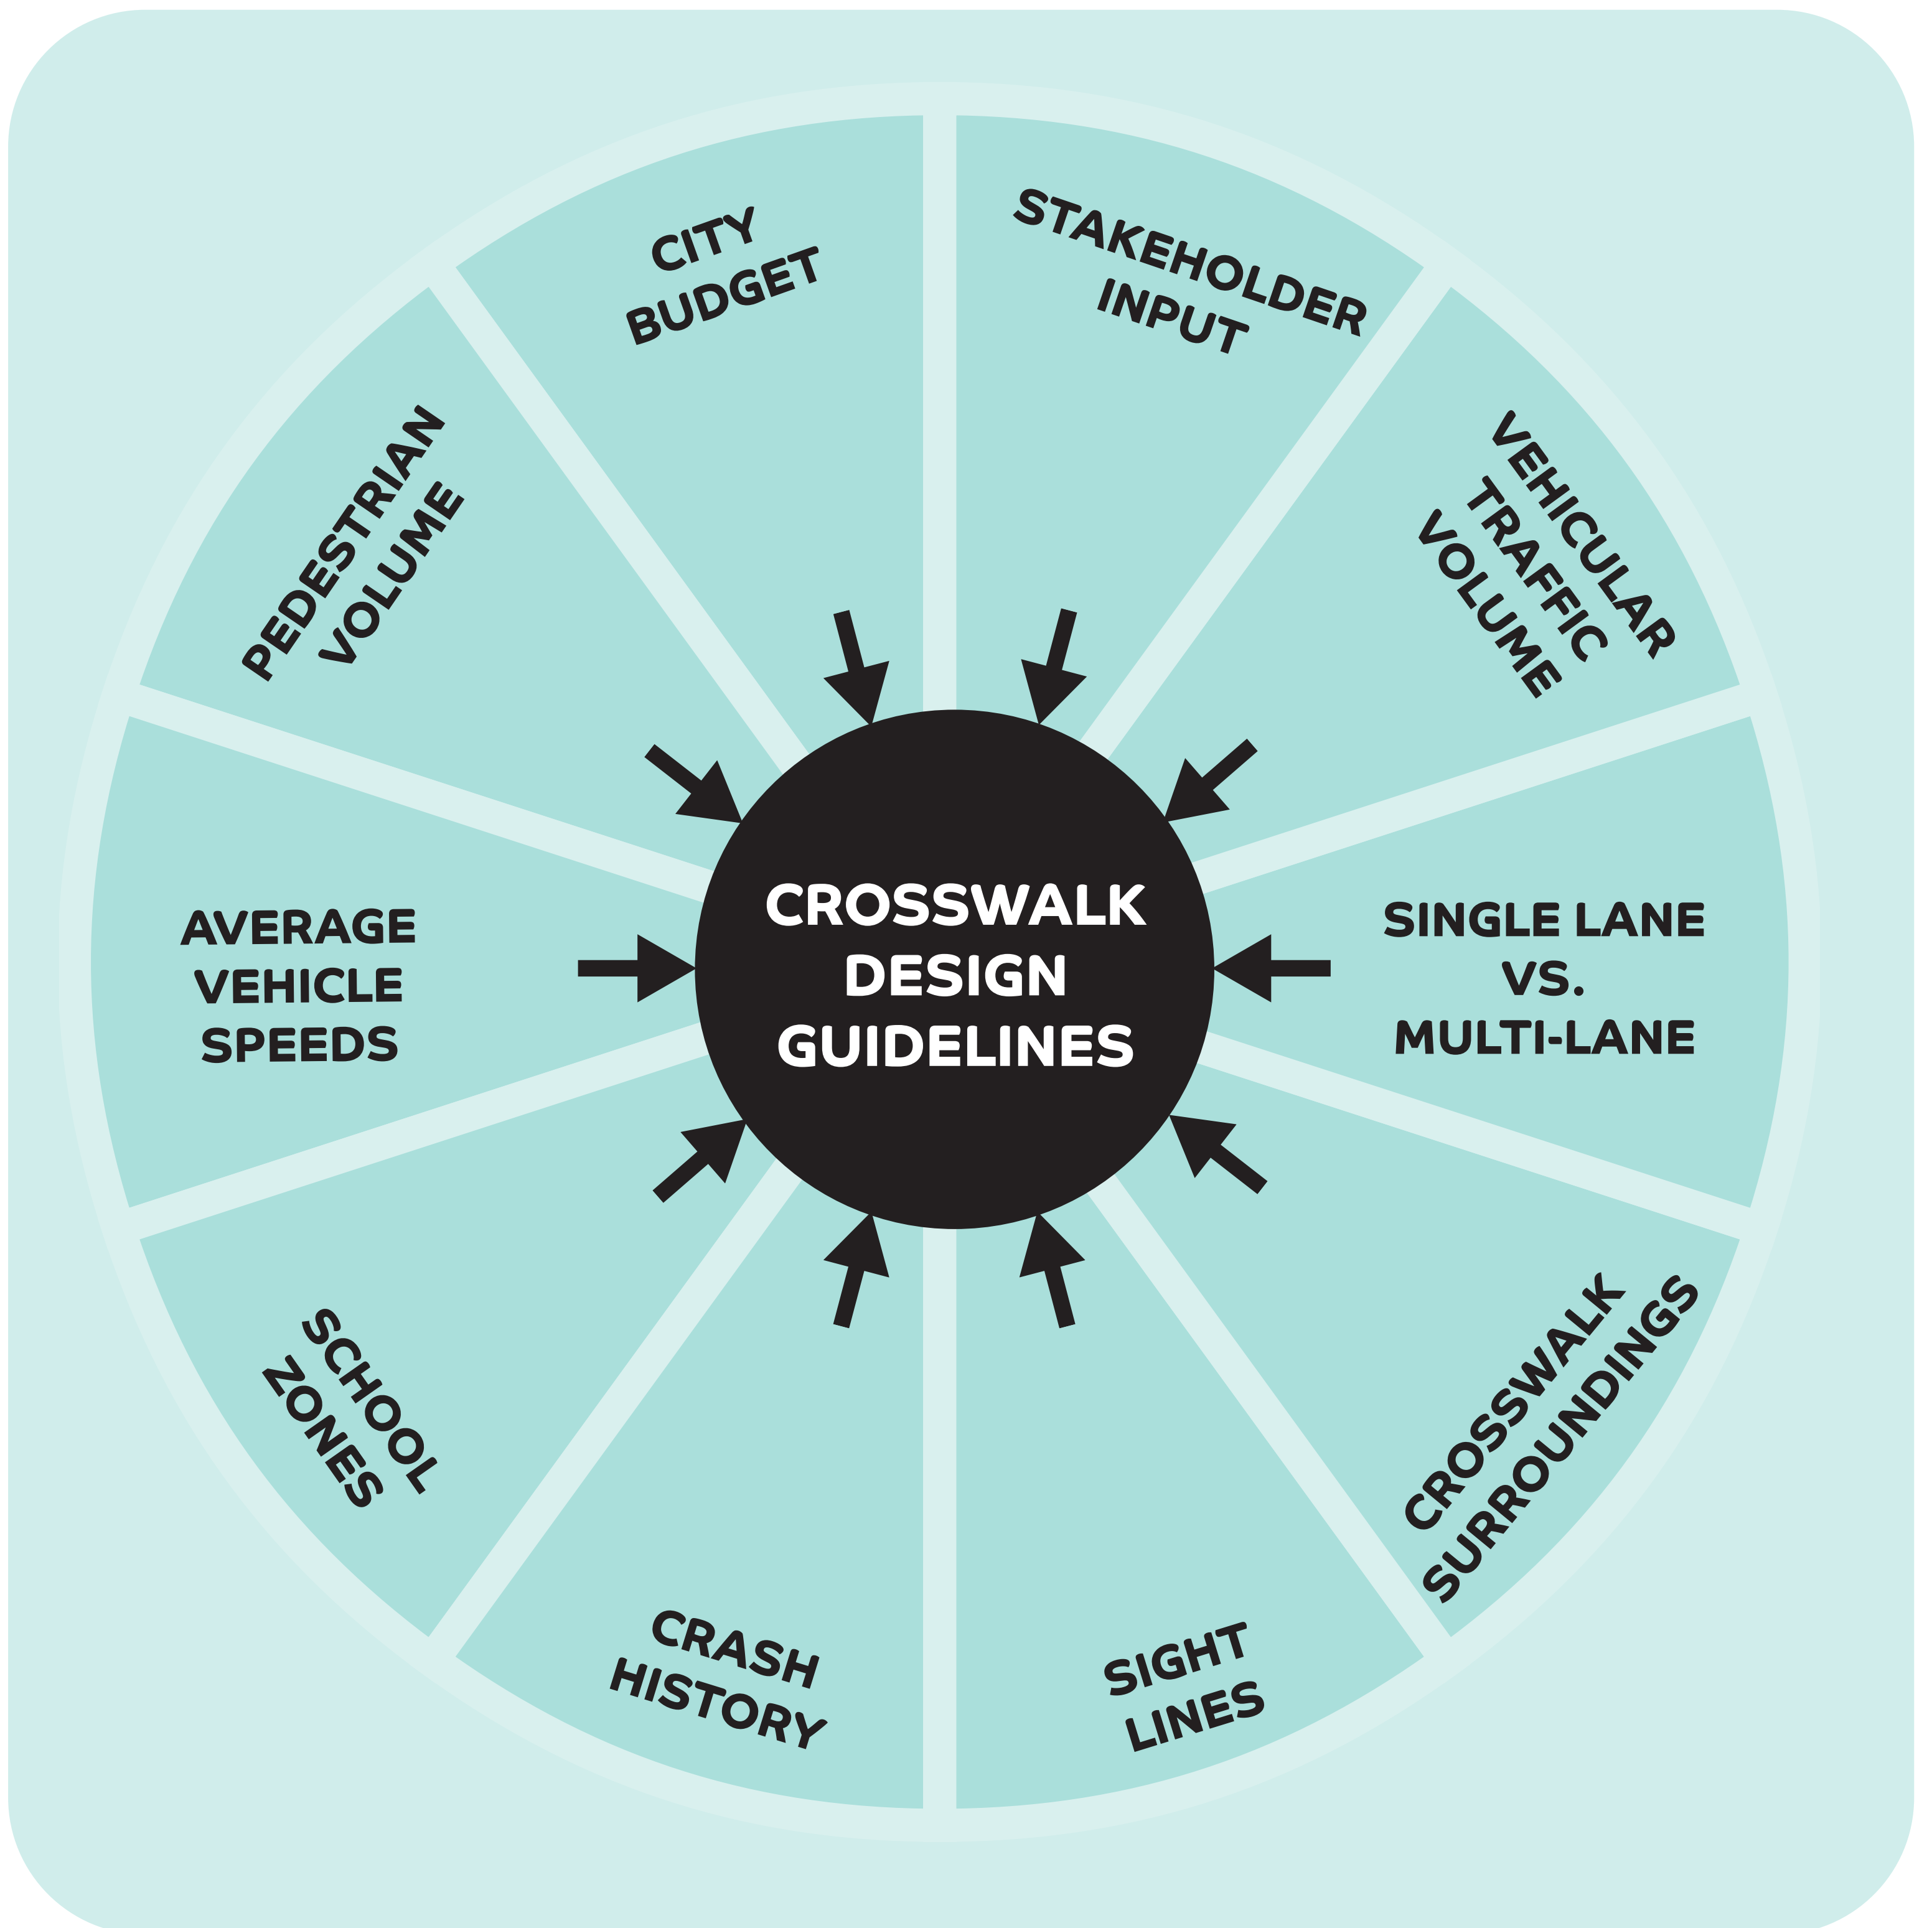 CITY
BUDGET
STAKEHOLDER
INPUT
VEHICULAR
TRAFFIC
VOLUME
SINGLE LANE
VS.
MULTI-LANE
CROSSWALK
SURROUNDINGS
SIGHT
LINES
CRASH
HISTORY
SCHOOL
ZONES
AVERAGE
VEHICLE
SPEEDS
PEDESTRIAN
VOLUME
CROSSWALK
DESIGN
GUIDELINES